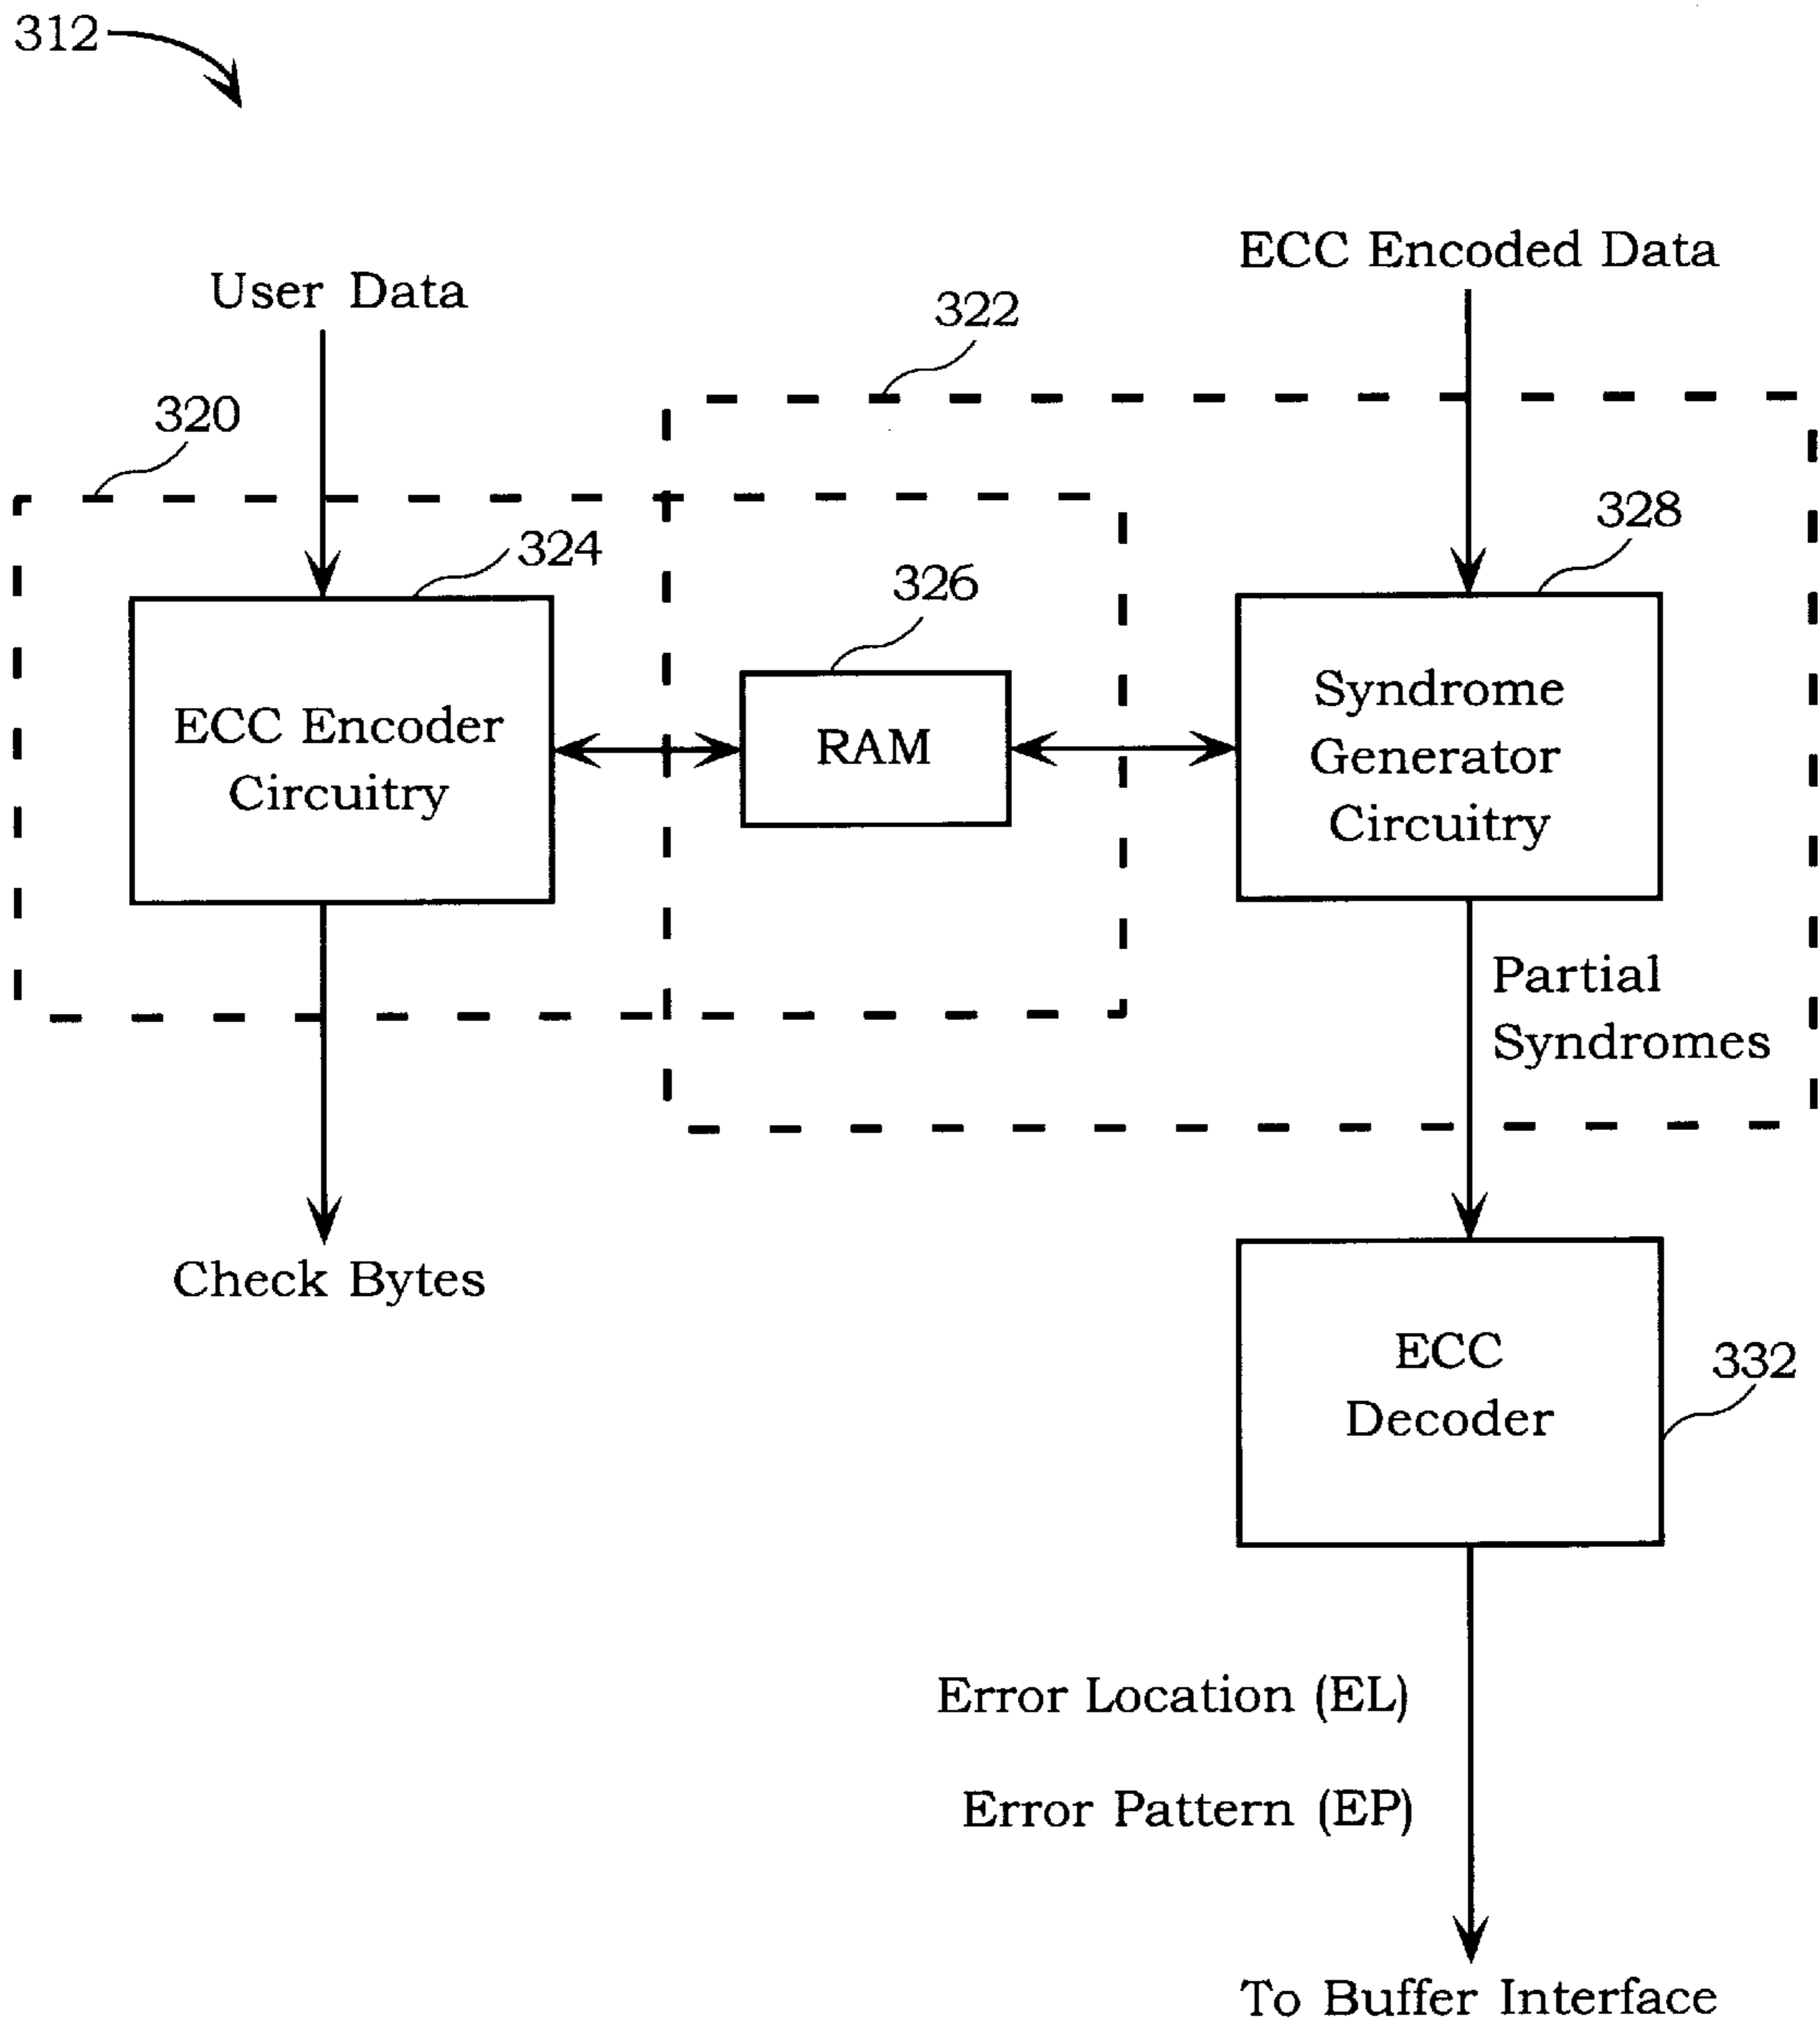 312
ECC Encoded Data
User Data
322
320
328
324
326
Syndrome
Generator
Circuitry
ECC Encoder
Circuitry
RAM
Partial
Syndromes
Check Bytes
ECC
Decoder
332
Error Location (EL)
Error Pattern (EP)
To Buffer Interface